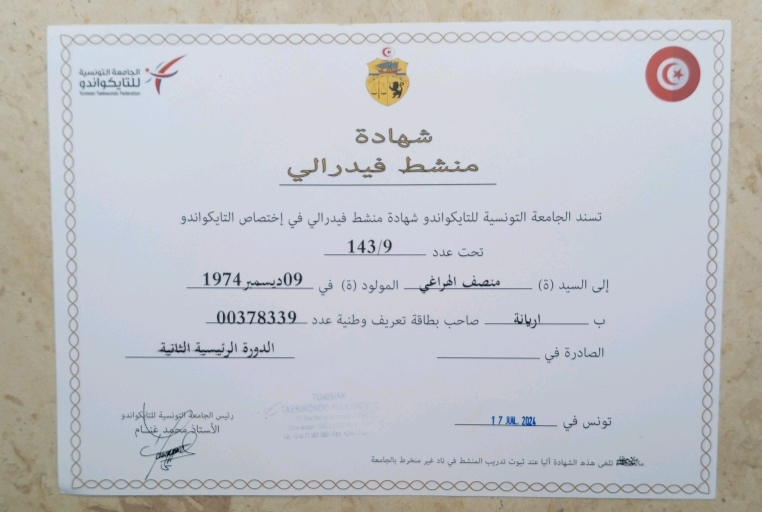 الجامعة التونسية
للتايكواندو
Tunisian Taekwondo Federation
شهادة
منشط فيدرالي
تسند الجامعة التونسية للتايكواندو شهادة منشط فيدرالي في إختصاص التايكواندو
تحت عدد 143/9
إلى السيد (ة) منصف الهراغي المولود (ة) في 09ديسمبر 1974
ب اريانة صاحب بطاقة تعريف وطنية عدد 00378339
الصادرة في الدورة الرئيسية الثانية
تونس في 17 JUIL. 2024
رئيس الجامعة التونسية للتايكواندو
الأستاذ محمد غنام
TUNISIAN
TAEKWONDO
تلغى هذه الشهادة آليا عند ثبوت تدريب المنشط في ناد غير منخرط بالجامعة